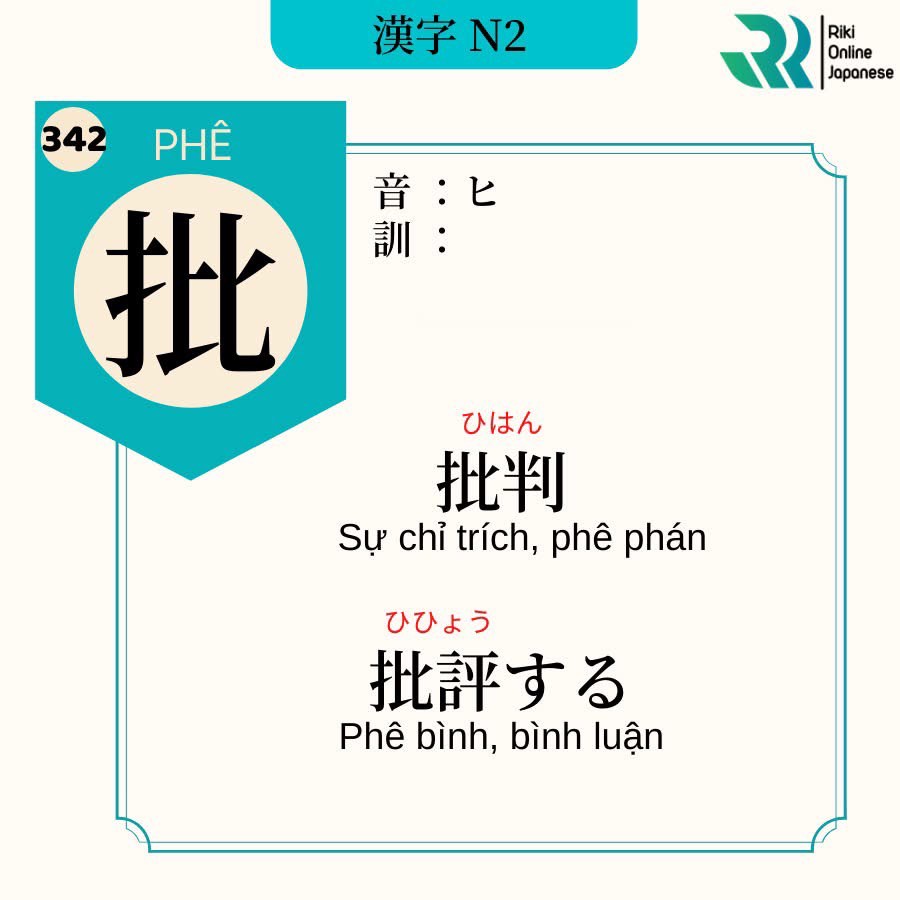 漢字 N2
Riki
Online
Japanese
342
PHÊ
批
音 : ヒ
訓 :
ひはん
批判
Sự chỉ trích, phê phán
ひひょう
批評する
Phê bình, bình luận